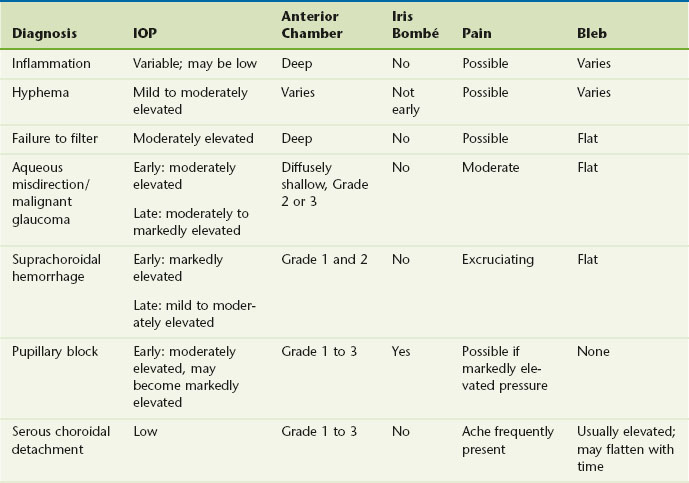 Diagnosis IOP Anterior Chamber Iris Bombé Pain Bleb
Inflammation Variable; may be low Deep No Possible Varies
Hyphema Mild to moderately elevated Varies Not early Possible Varies
Failure to filter Moderately elevated Deep No Possible Flat
Aqueous misdirection/ malignant glaucoma Early: moderately elevated Late: moderately to markedly elevated Diffusely shallow, Grade 2 or 3 No Moderate Flat
Suprachoroidal hemorrhage Early: markedly elevated Late: mild to moder- ately elevated Grade 1 and 2 No Excruciating Flat
Pupillary block Early: moderately elevated, may become markedly elevated Grade 1 to 3 Yes Possible if markedly ele- vated pressure None
Serous choroidal detachment Low Grade 1 to 3 No Ache frequently present Usually elevated; may flatten with time